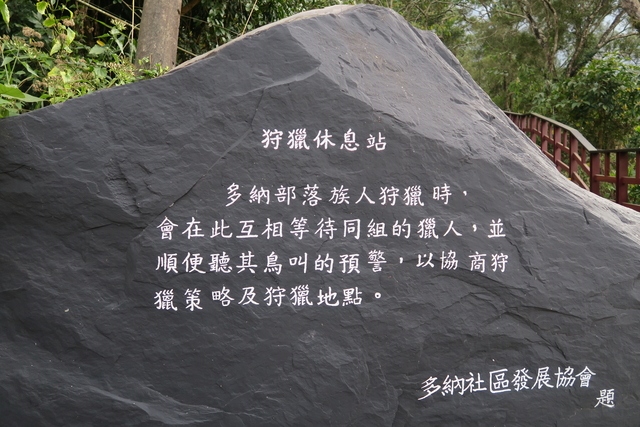 狩獵休息站
多納部落族人狩獵時，
會在此互相等待同組的獵人，並
順便聽其鳥叫的預警，以協商狩
獵策略及狩獵地點。
多納社區發展協會
題